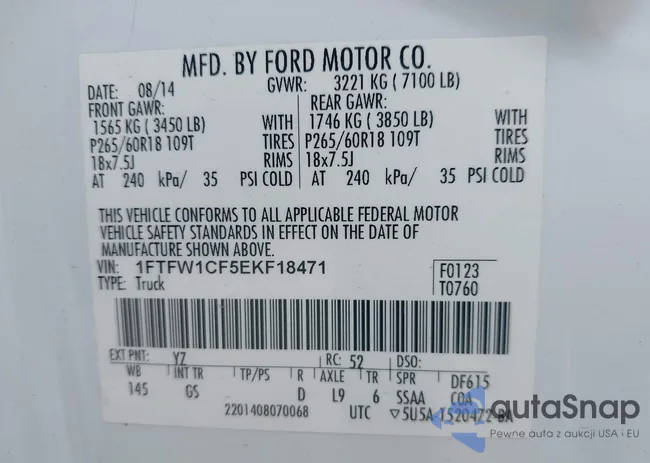 MFD. BY FORD MOTOR CO.
DATE: 08/14 GVWR: 3221 KG ( 7100 LB)
FRONT GAWR: REAR GAWR:
1565 KG ( 3450 LB) WITH 1746 KG ( 3850 LB) WITH
P265/60R18 109T TIRES P265/60R18 109T TIRES
18x7.5J RIMS 18x7.5J RIMS
AT 240 kPa/ 35 PSI COLD AT 240 kPa/ 35 PSI COLD
THIS VEHICLE CONFORMS TO ALL APPLICABLE FEDERAL MOTOR
VEHICLE SAFETY STANDARDS IN EFFECT ON THE DATE OF
MANUFACTURE SHOWN ABOVE.
VIN: 1FTFW1CF5EKF18471 F0123
TYPE: Truck T0760
EXT PNT: YZ RC: 52 DSO:
WB INT TR TP/PS R AXLE TR SPR DF615
145 GS D L9 6 SSAA COA
2201408070068 UTC ▽5U5A-1520472-BA
autoSnap
Pewne auta z aukcji USA i EU